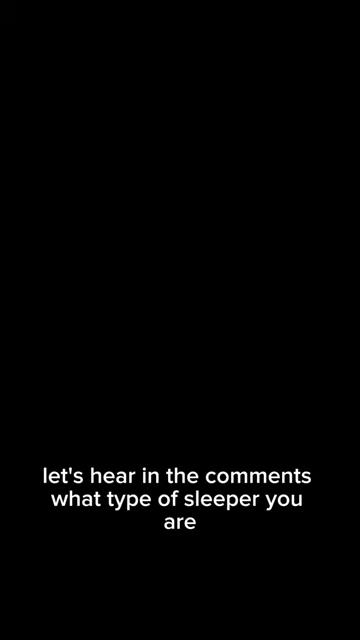 let's hear in the comments
what type of sleeper you
are